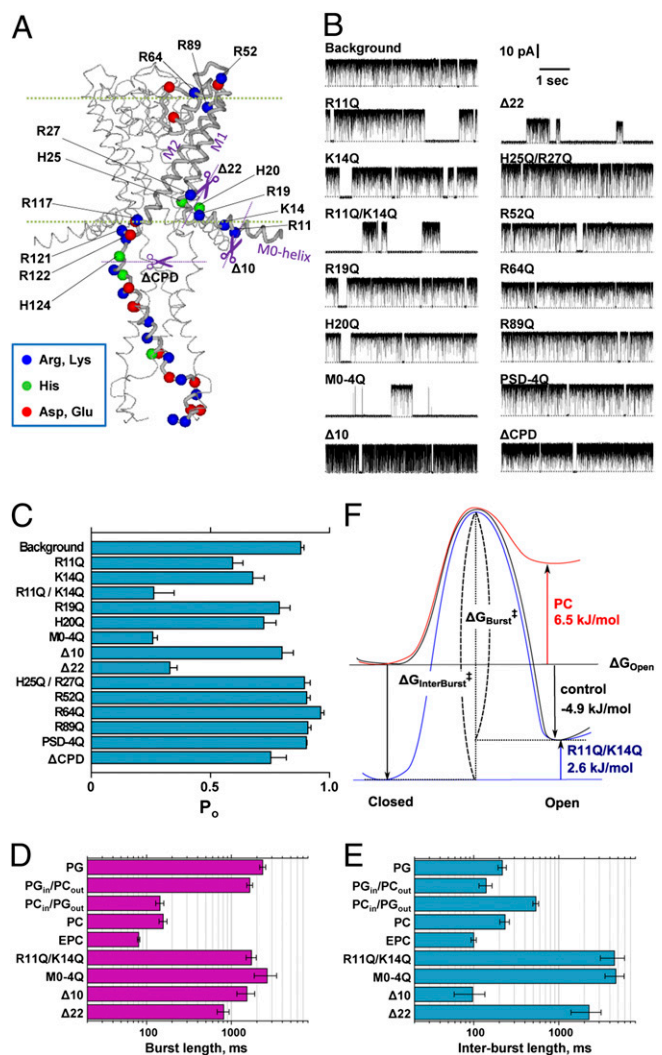 A
R64
R89
R52
R27
H25
M2
M1
Δ22
H20
R19
R117
K14
R11
M0-helix
R121
R122
ΔCPD
Δ10
H124
Arg, Lys
His
Asp, Glu
B
Background
10 pA
1 sec
R11Q
Δ22
K14Q
H25Q/R27Q
R11Q/K14Q
R52Q
R19Q
R64Q
H20Q
R89Q
M0-4Q
PSD-4Q
Δ10
ΔCPD
C
Background
R11Q
K14Q
R11Q / K14Q
R19Q
H20Q
M0-4Q
Δ10
Δ22
H25Q / R27Q
R52Q
R64Q
R89Q
PSD-4Q
ΔCPD
0 0.5 1.0
Po
F
PC
6.5 kJ/mol
ΔGBurst‡
ΔGOpen
ΔGInterBurst‡
control
-4.9 kJ/mol
R11Q/K14Q
2.6 kJ/mol
Closed Open
D
PG
PGin/PCout
PCin/PGout
PC
EPC
R11Q/K14Q
M0-4Q
Δ10
Δ22
100 1000
Burst length, ms
E
PG
PGin/PCout
PCin/PGout
PC
EPC
R11Q/K14Q
M0-4Q
Δ10
Δ22
100 1000
Inter-burst length, ms